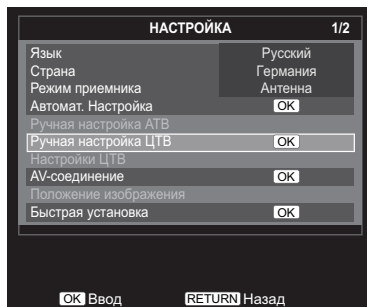 НАСТРОЙКА 1/2
Язык Русский
Страна Германия
Режим приемника Антенна
Автомат. Настройка OK
Ручная настройка АТВ
Ручная настройка ЦТВ OK
Настройки ЦТВ
AV-соединение OK
Положение изображения
Быстрая установка OK
OK Ввод RETURN Назад